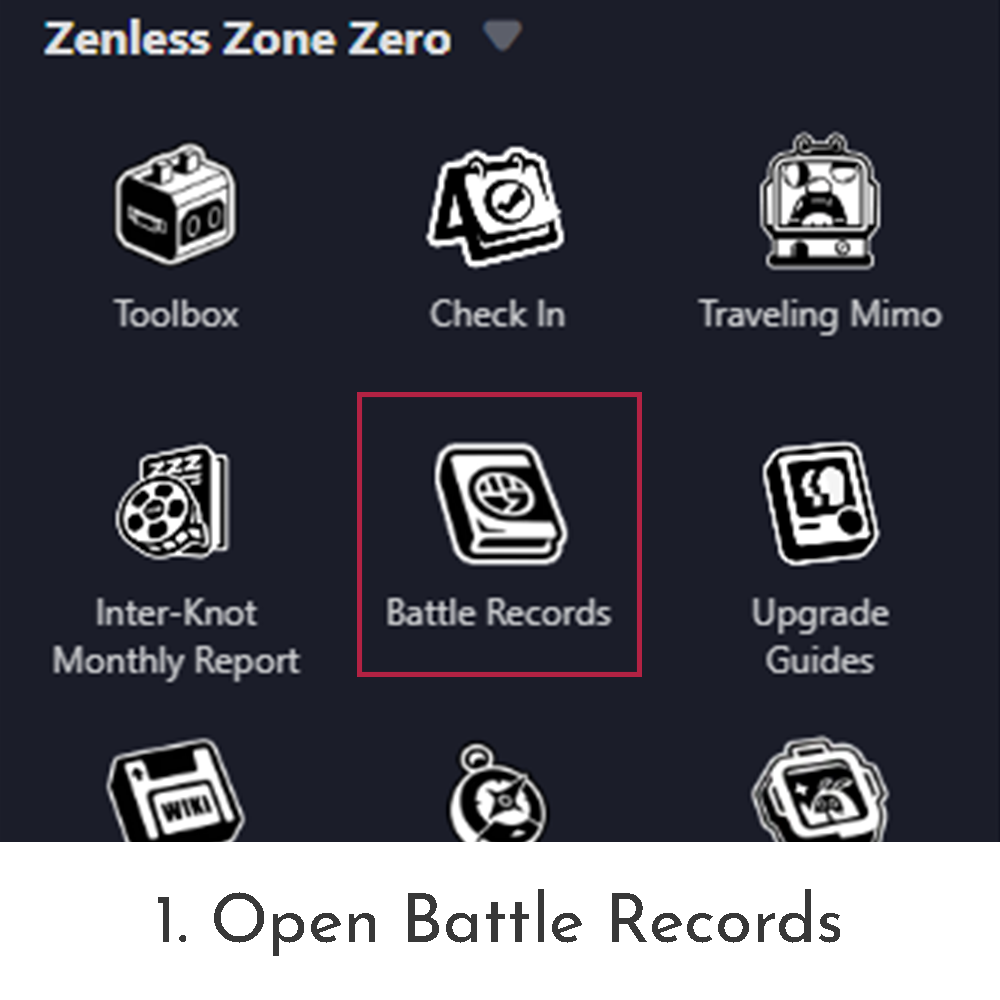 Zenless Zone Zero
Toolbox
Check In
Traveling Mimo
ZZZ
Inter-Knot
Monthly Report
Battle Records
Upgrade
Guides
WIKI
1. Open Battle Records